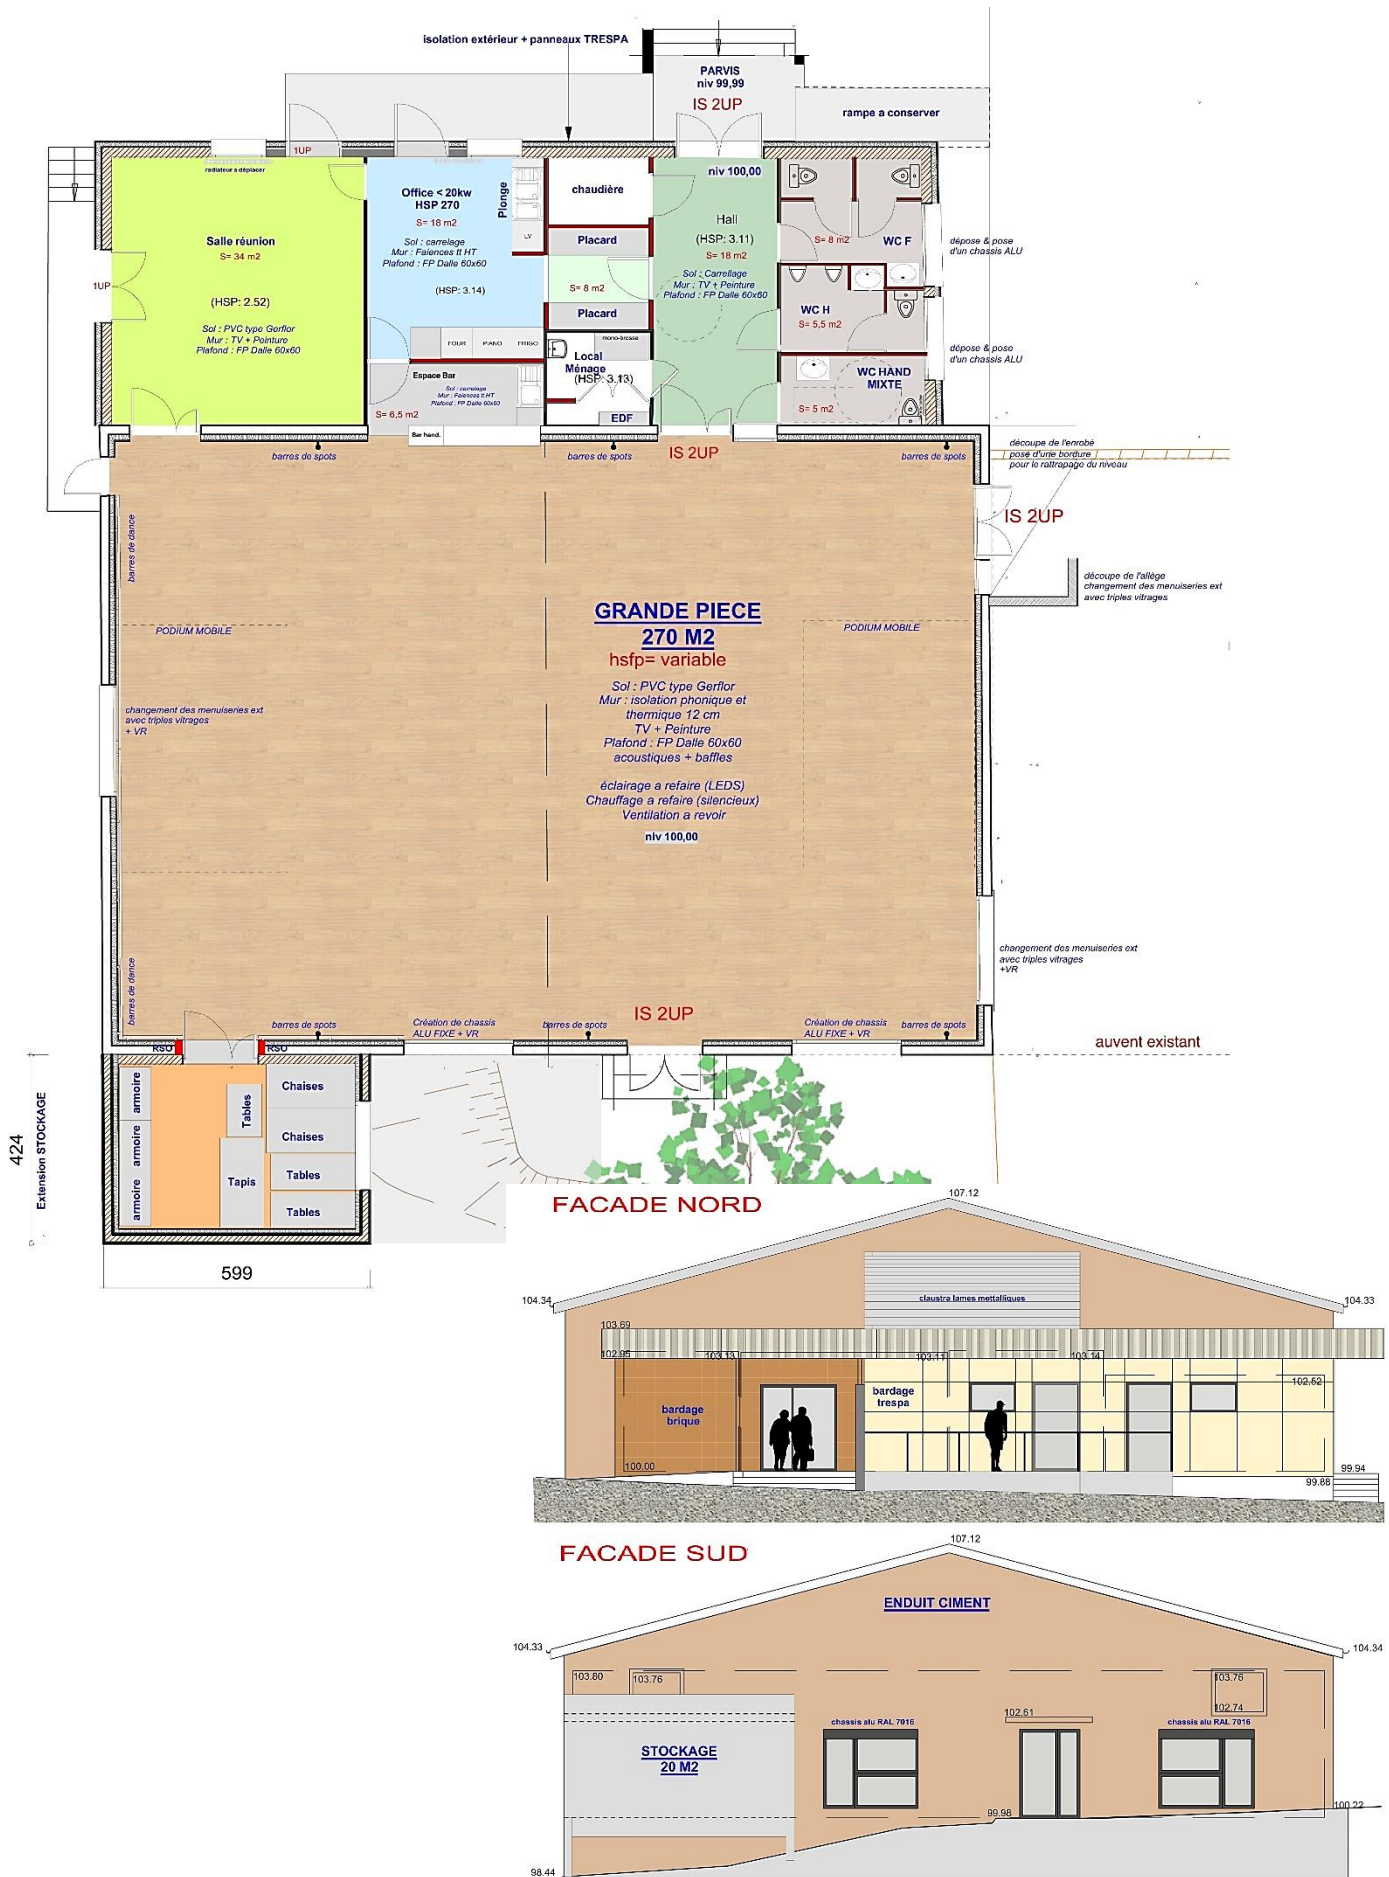 isolation extérieur + panneaux TRESPA
PARVIS
niv 99,99
IS 2UP
rampe a conserver
1UP
radiateur a déplacer
Salle réunion
S= 34 m2
(HSP: 2.52)
Sol : PVC type Gerflor
Mur : TV + Peinture
Plafond : FP Dalle 60x60
1UP
Office < 20kw
HSP 270
S= 18 m2
Sol : carrelage
Mur : Faiences tt HT
Plafond : FP Dalle 60x60
(HSP: 3.14)
Plonge
LV
FOUR
PIANO
FRISO
chaudière
Placard
S= 8 m2
Placard
mono-brosse
Local
Ménage
(HSP: 3.13)
EDF
Espace Bar
Sol : carrelage
Mur : Faiences tt HT
Plafond : FP Dalle 60x60
S= 6,5 m2
Bar hand.
niv 100,00
Hall
(HSP: 3.11)
S= 18 m2
Sol : Carrellage
Mur : TV + Peinture
Plafond : FP Dalle 60x60
S= 8 m2
WC F
WC H
S= 5,5 m2
WC HAND
MIXTE
S= 5 m2
dépose & pose
d'un chassis ALU
dépose & pose
d'un chassis ALU
barres de spots
barres de spots
IS 2UP
barres de spots
découpe de l'enrobé
pose d'une bordure
pour le rattrapage du niveau
IS 2UP
découpe de l'allège
changement des menuiseries ext
avec triples vitrages
barres de dance
PODIUM MOBILE
PODIUM MOBILE
GRANDE PIECE
270 M2
hsfp= variable
Sol : PVC type Gerflor
Mur : isolation phonique et
thermique 12 cm
TV + Peinture
Plafond : FP Dalle 60x60
acoustiques + baffles
éclairage a refaire (LEDS)
Chauffage a refaire (silencieux)
Ventilation a revoir
niv 100,00
changement des menuiseries ext
avec triples vitrages
+ VR
changement des menuiseries ext
avec triples vitrages
+VR
barres de dance
barres de spots
Création de chassis
ALU FIXE + VR
barres de spots
IS 2UP
Création de chassis
ALU FIXE + VR
barres de spots
RSO
RSO
auvent existant
armoire
armoire
armoire
Tables
Tapis
Chaises
Chaises
Tables
Tables
424
Extension STOCKAGE
599
FACADE NORD
107.12
104.34
104.33
claustra lames mettalliques
103.69
102.95
103.13
103.11
103.14
102.52
bardage
brique
bardage
trespa
100.00
99.94
99.88
FACADE SUD
107.12
ENDUIT CIMENT
104.33
104.34
103.80
103.76
103.76
102.74
102.61
chassis alu RAL 7016
chassis alu RAL 7016
STOCKAGE
20 M2
99.98
100.22
98.44